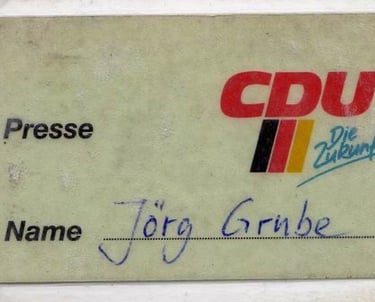 CDU
Presse
Die
Zukunft
Name Jörg Grube